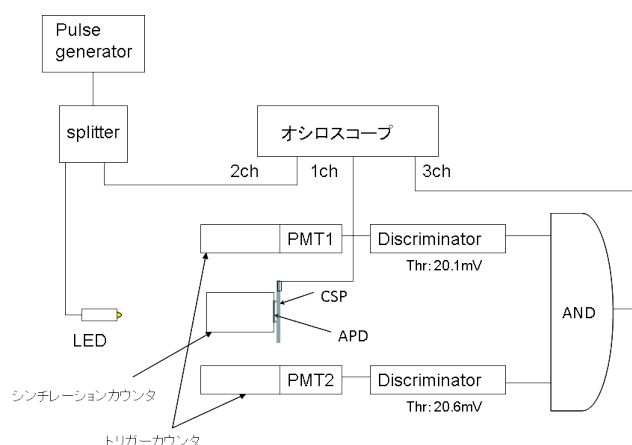 Pulse
generator
splitter
オシロスコープ
2ch
1ch
3ch
PMT1
Discriminator
Thr: 20.1mV
CSP
APD
AND
LED
シンチレーションカウンタ
PMT2
Discriminator
Thr: 20.6mV
トリガーカウンタ